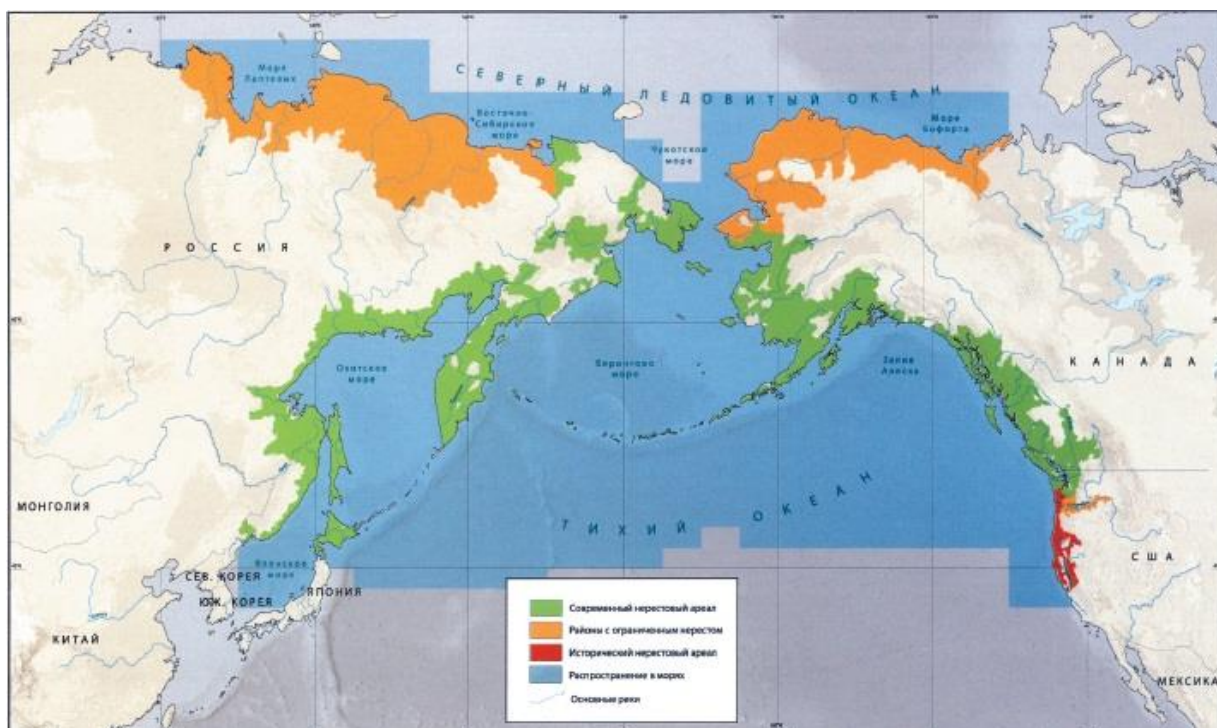 Море
Лаптевых
СЕВЕРНЫЙ ЛЕДОВИТЫЙ ОКЕАН
Восточно-
Сибирское
море
Чукотское
море
Море
Бофорта
РОССИЯ
Охотское
море
Берингово
море
Залив
Аляска
КАНАДА
МОНГОЛИЯ
ТИХИЙ ОКЕАН
США
Японское
море
СЕВ. КОРЕЯ
ЯПОНИЯ
ЮЖ. КОРЕЯ
КИТАЙ
МЕКСИКА
Современный нерестовый ареал
Районы с ограниченным нерестом
Исторический нерестовый ареал
Распространение в морях
Основные реки